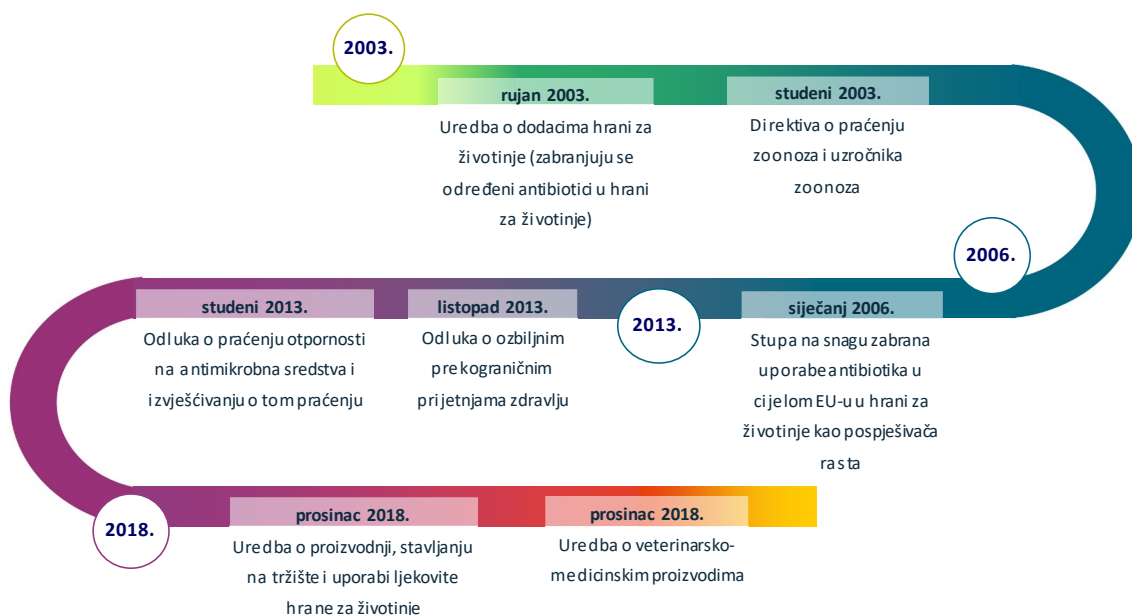 2003.
rujan 2003.
Uredba o dodacima hrani za
životinje (zabranjuju se
određeni antibiotici u hrani
za životinje)
studeni 2003.
Direktiva o praćenju
zoonoza i uzročnika
zoonoza
2006.
siječanj 2006.
Stupa na snagu zabrana
uporabe antibiotika u
cijelom EU-u u hrani za
životinje kao pospješivača
rasta
2013.
listopad 2013.
Odluka o ozbiljnim
prekograničnim
prijetnjama zdravlju
studeni 2013.
Odluka o praćenju otpornosti
na antimikrobna sredstva i
izvješćivanju o tom praćenju
2018.
prosinac 2018.
Uredba o proizvodnji, stavljanju
na tržište i uporabi ljekovite
hrane za životinje
prosinac 2018.
Uredba o veterinarsko-
medicinskim proizvodima